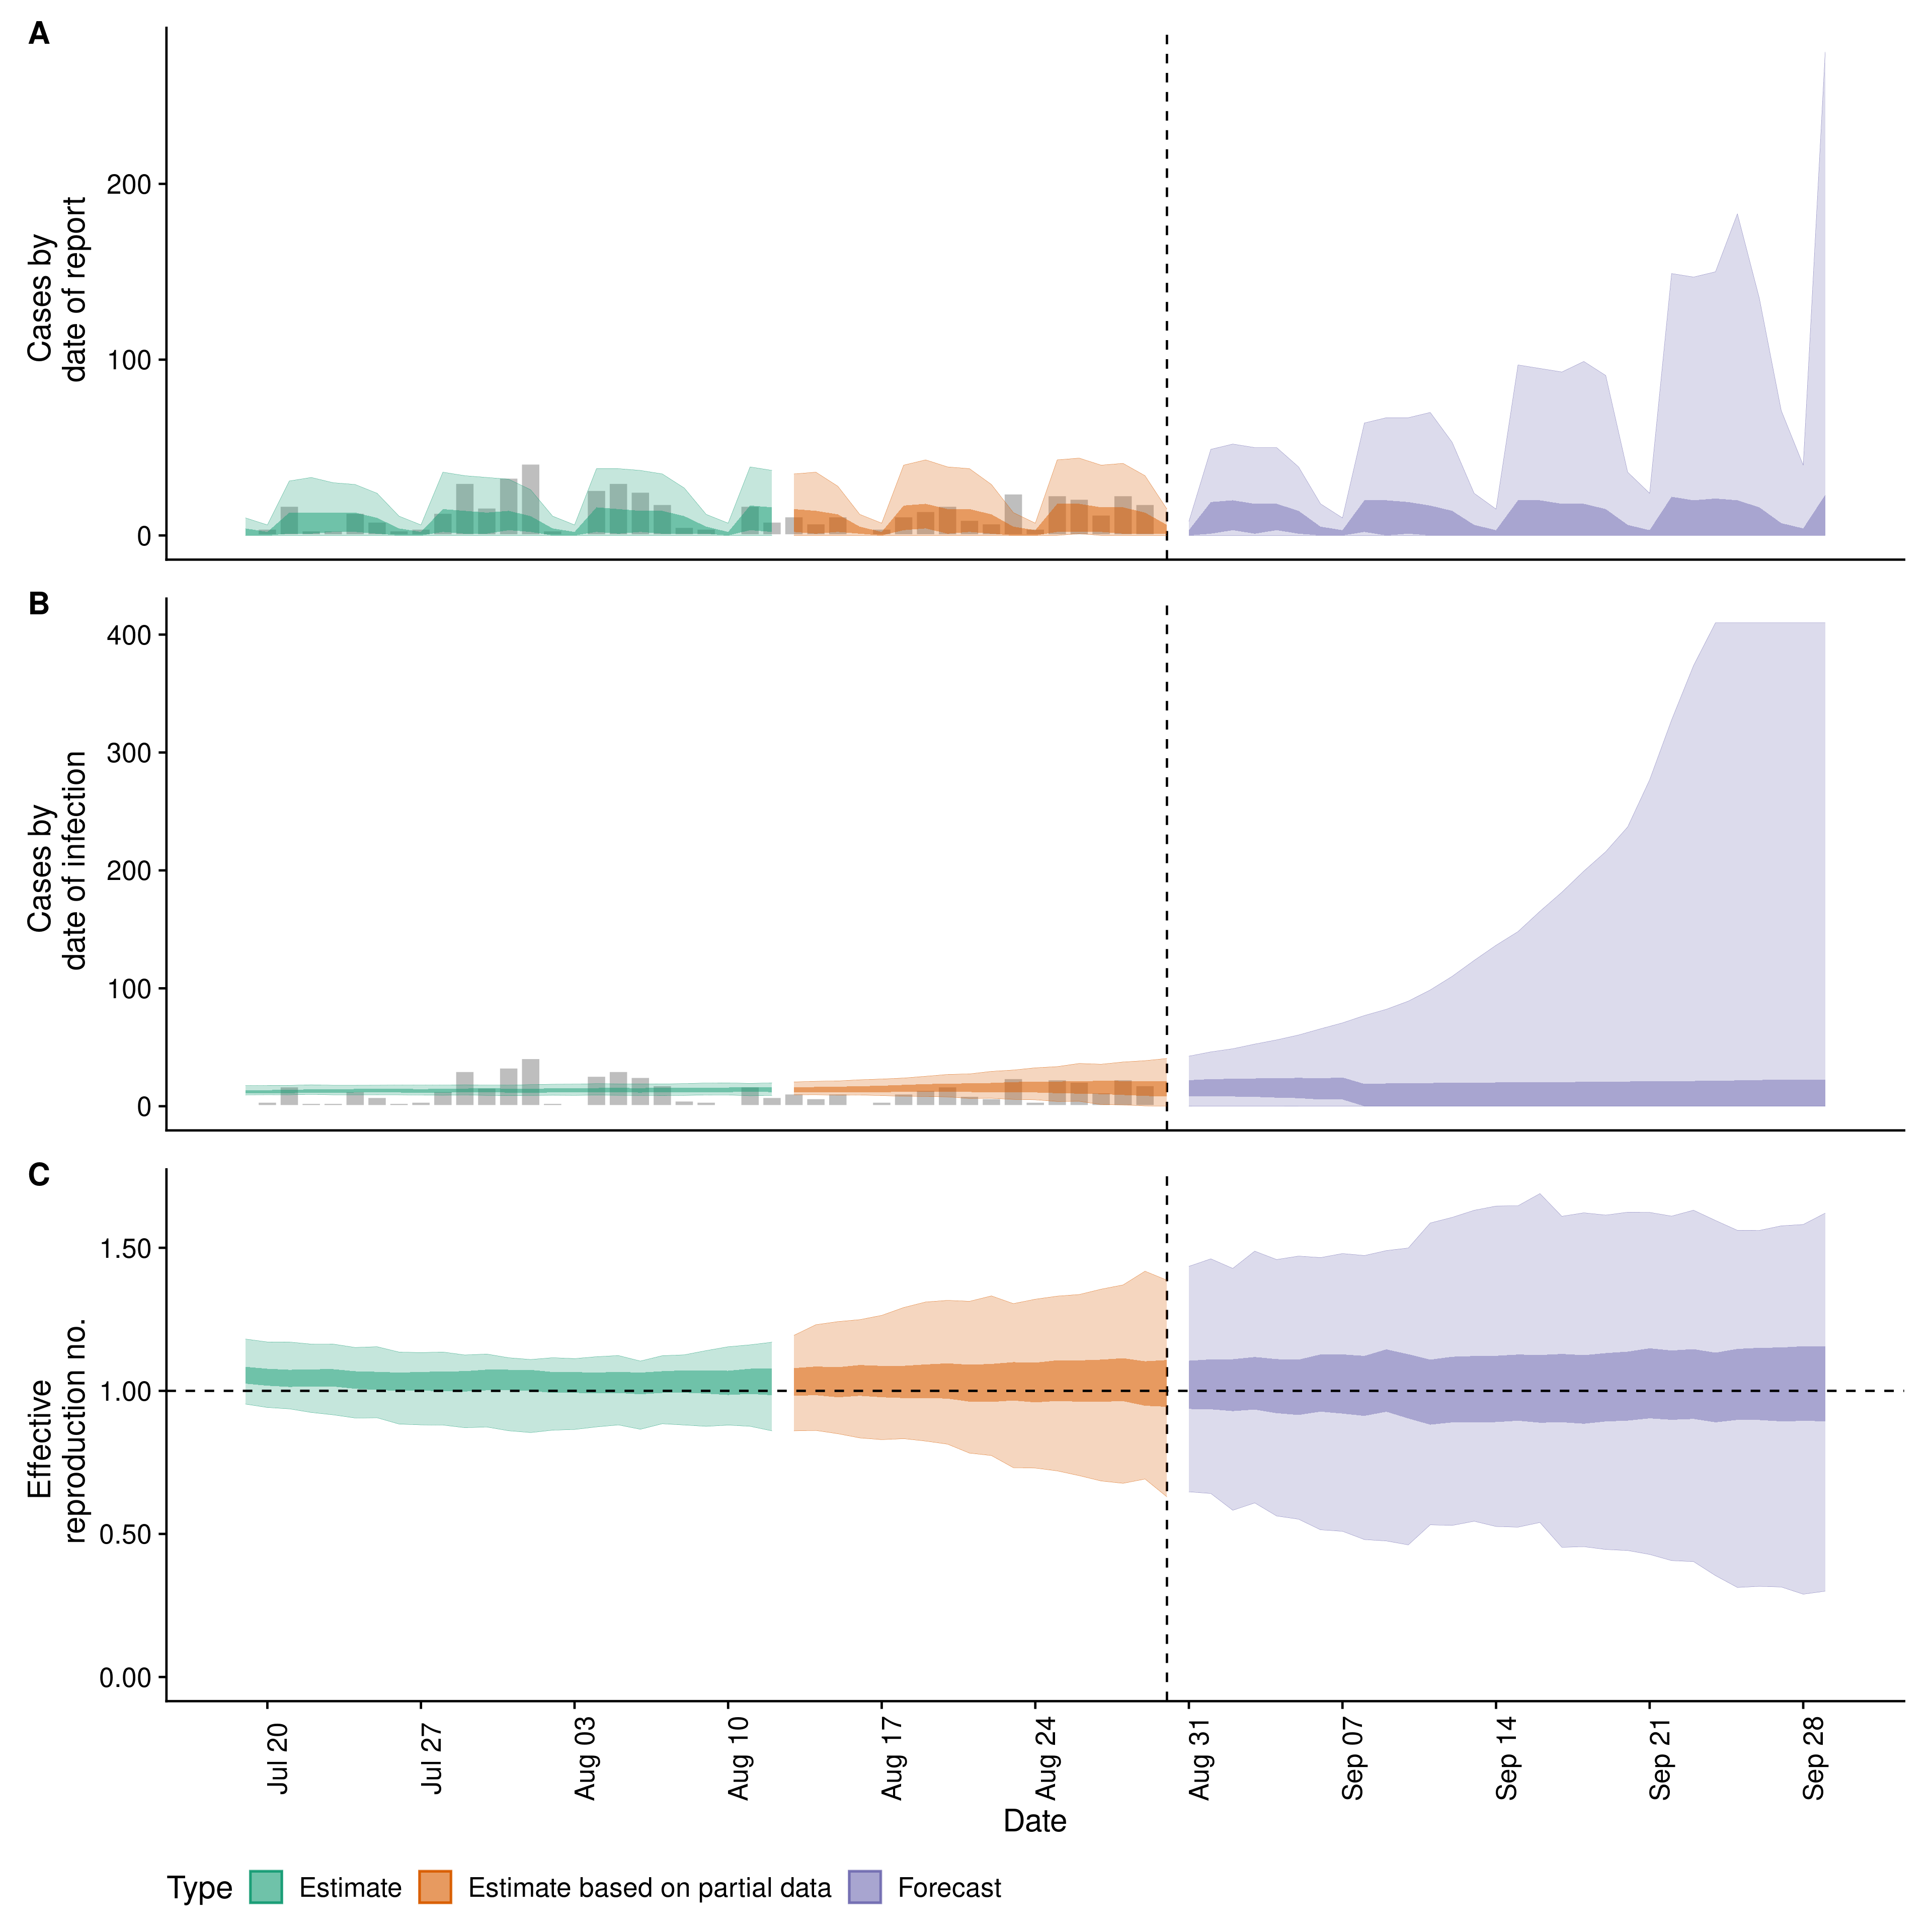 A
Cases by
date of report
200
100
0
B
Cases by
date of infection
400
300
200
100
0
C
Effective
reproduction no.
1.50
1.00
0.50
0.00
Jul 20
Jul 27
Aug 03
Aug 10
Aug 17
Aug 24
Aug 31
Sep 07
Sep 14
Sep 21
Sep 28
Date
Type Estimate Estimate based on partial data Forecast